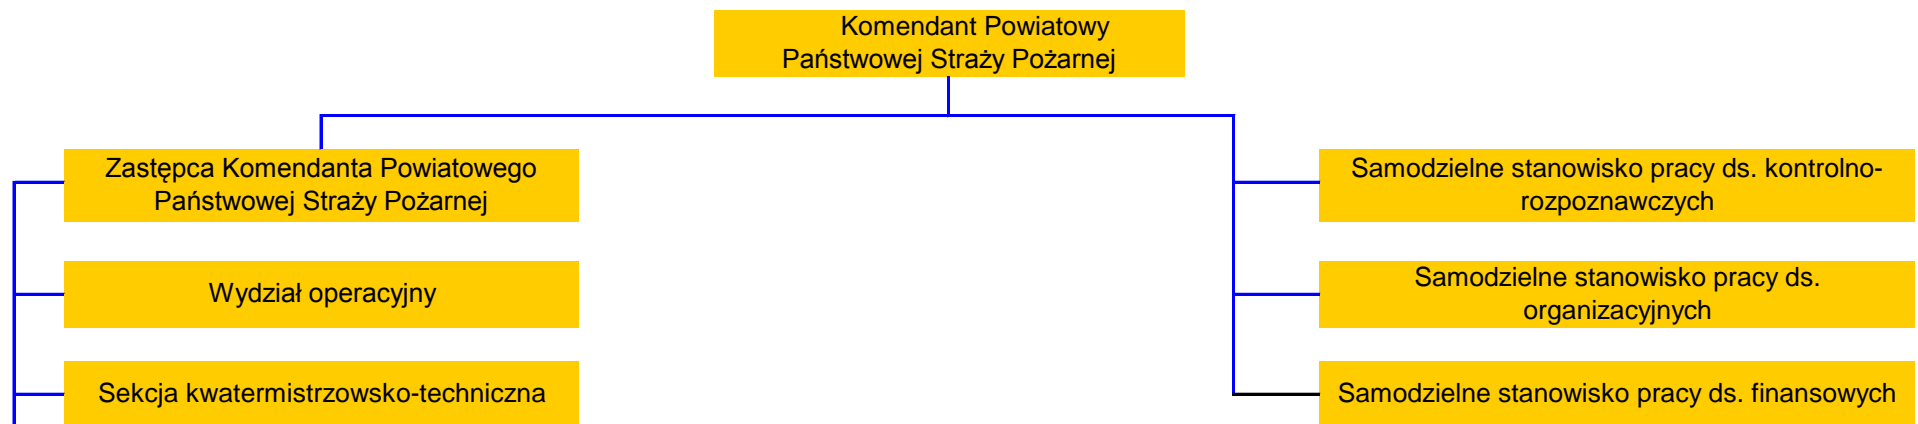 Komendant Powiatowy
Państwowej Straży Pożarnej
Zastępca Komendanta Powiatowego
Państwowej Straży Pożarnej
Samodzielne stanowisko pracy ds. kontrolno-
rozpoznawczych
Wydział operacyjny
Samodzielne stanowisko pracy ds.
organizacyjnych
Sekcja kwatermistrzowsko-techniczna
Samodzielne stanowisko pracy ds. finansowych